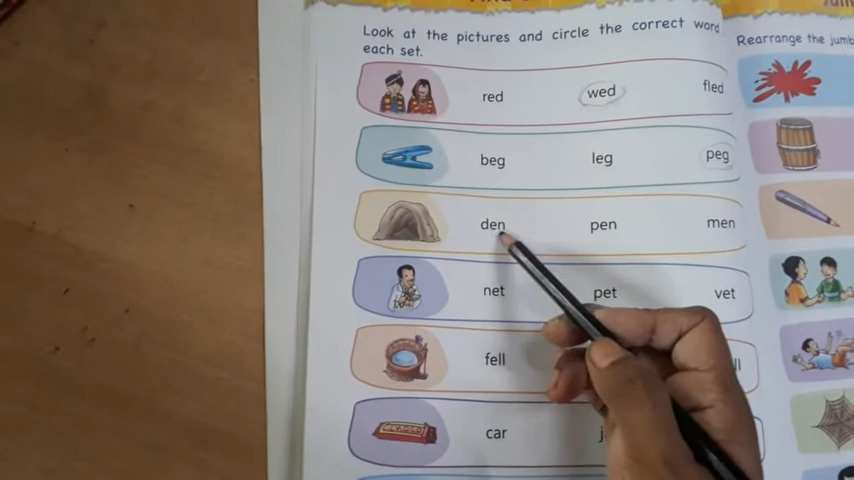 Look at the pictures and circle the correct word
each set.
red wed fled
beg leg peg
den pen men
net pet vet
fell
car
Rearrange the